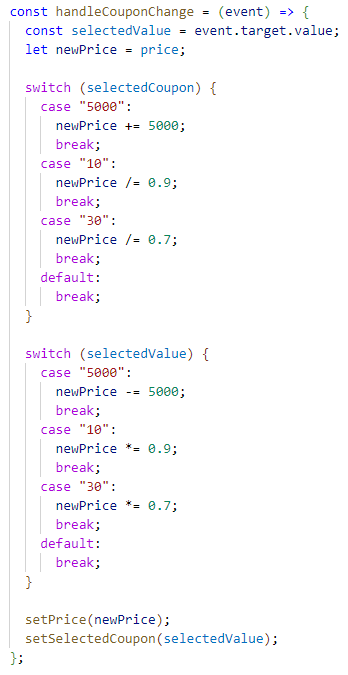 const handleCouponChange = (event) => {
  const selectedValue = event.target.value;
  let newPrice = price;

  switch (selectedCoupon) {
    case "5000":
      newPrice += 5000;
      break;
    case "10":
      newPrice /= 0.9;
      break;
    case "30":
      newPrice /= 0.7;
      break;
    default:
      break;
  }

  switch (selectedValue) {
    case "5000":
      newPrice -= 5000;
      break;
    case "10":
      newPrice *= 0.9;
      break;
    case "30":
      newPrice *= 0.7;
      break;
    default:
      break;
  }

  setPrice(newPrice);
  setSelectedCoupon(selectedValue);
};